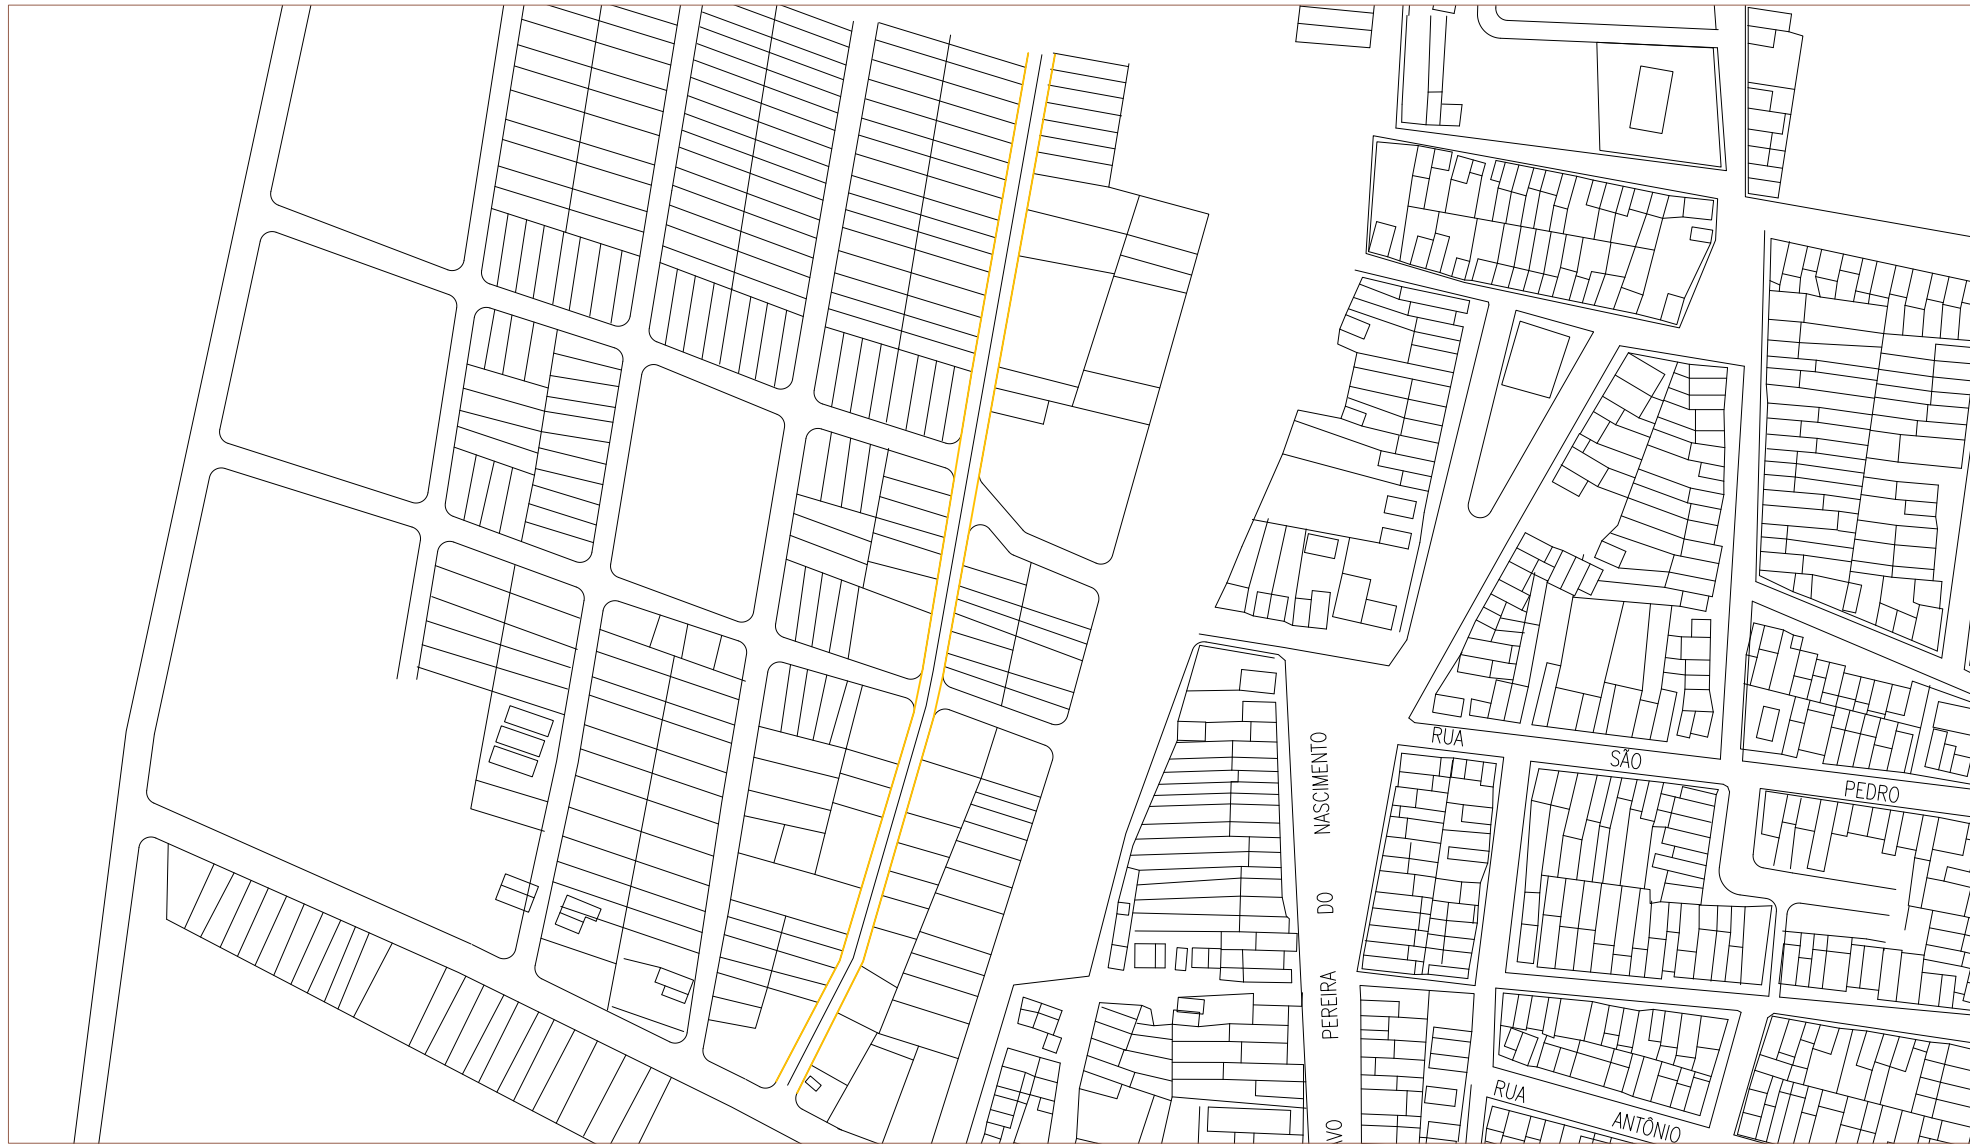 RUA SÃO PEDRO
NASCIMENTO
DO
PEREIRA
RUA ANTÔNIO